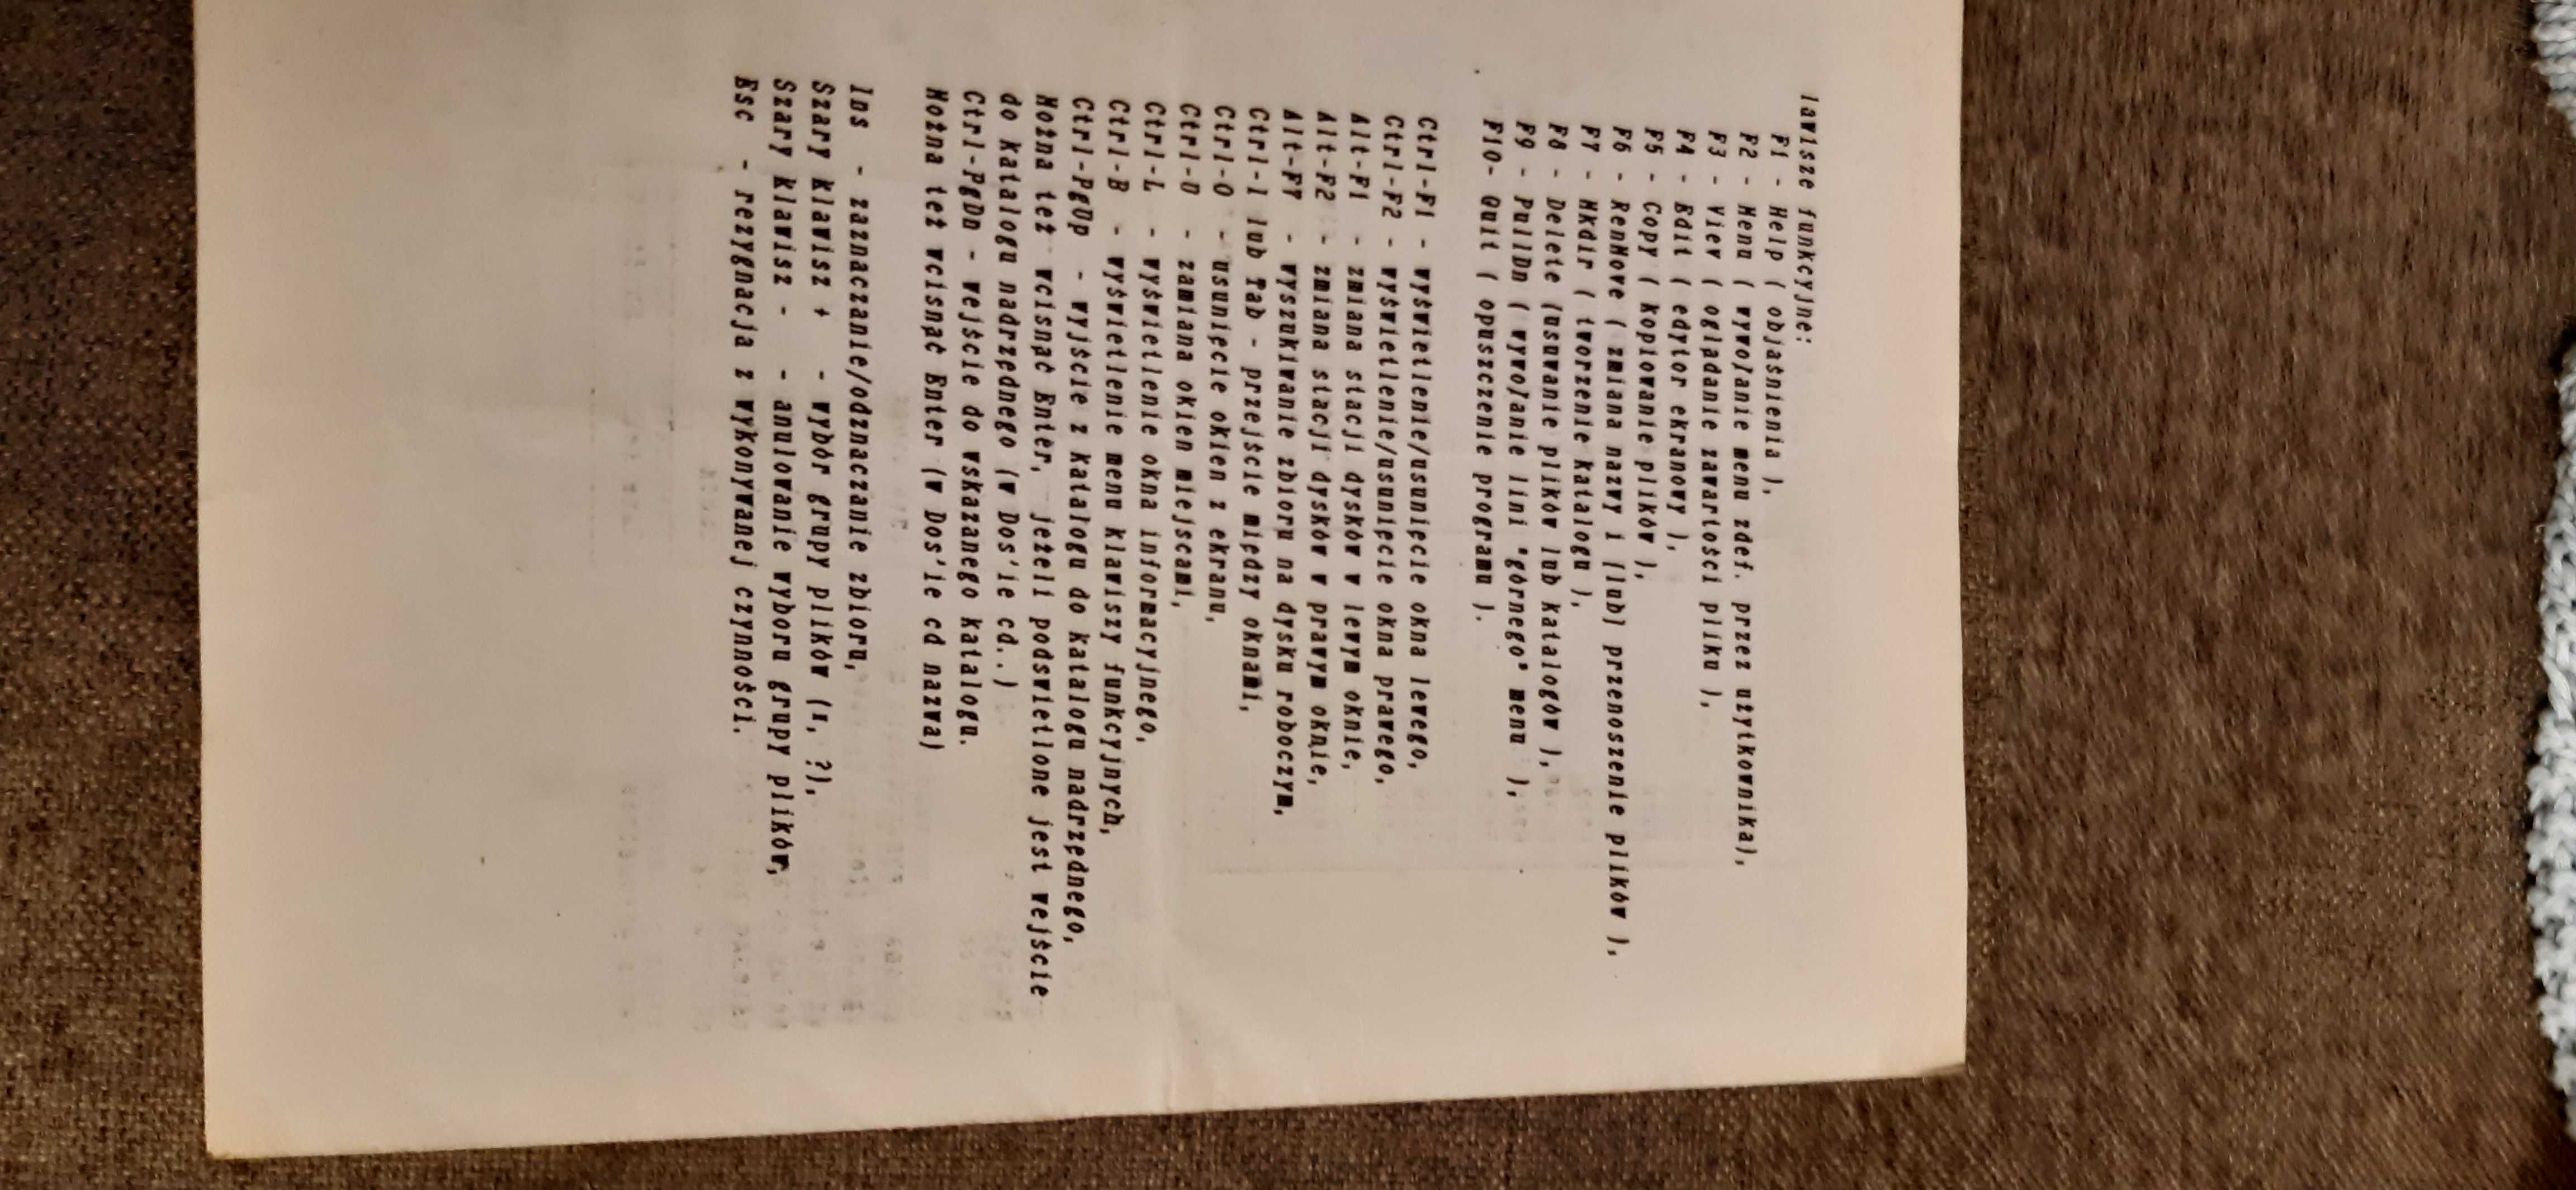 lawisze funkcyjne:
F1 - Help ( objaśnienia ),
F2 - Menu ( wywołanie menu zdef. przez użytkownika),
F3 - View ( oglądanie zawartości pliku ),
F4 - Edit ( edytor ekranowy ),
F5 - Copy ( kopiowanie plików ),
F6 - RenMove ( zmiana nazwy i [lub] przenoszenie plików ),
F7 - Mkdir ( tworzenie katalogu ),
F8 - Delete (usuwanie plików lub katalogów ),
F9 - PullDn ( wywołanie lini "górnego" menu ),
F10- Quit ( opuszczenie programu ).
Ctrl-F1 - wyświetlenie/usunięcie okna lewego,
Ctrl-F2 - wyświetlenie/usunięcie okna prawego,
Alt-F1 - zmiana stacji dysków w lewym oknie,
Alt-F2 - zmiana stacji dysków w prawym oknie,
Alt-F7 - wyszukiwanie zbioru na dysku roboczym,
Ctrl-I lub Tab - przejście między oknami,
Ctrl-O - usunięcie okien z ekranu,
Ctrl-U - zamiana okien miejscami,
Ctrl-L - wyświetlenie okna informacyjnego,
Ctrl-B - wyświetlenie menu klawiszy funkcyjnych,
Ctrl-PgUp - wyjście z katalogu do katalogu nadrzędnego,
Można też wcisnąć Enter, jeżeli podswietlone jest wejście
do katalogu nadrzędnego (w Dos'ie cd..)
Ctrl-PgDn - wejście do wskazanego katalogu.
Można też wcisnąć Enter (w Dos'ie cd nazwa)
Ins - zaznaczanie/odznaczanie zbioru,
Szary klawisz + - wybór grupy plików (*, ?),
Szary klawisz - - anulowanie wyboru grupy plików,
Esc - rezygnacja z wykonywanej czynności.